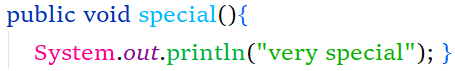 public void special(){
System.out.println("very special"); }